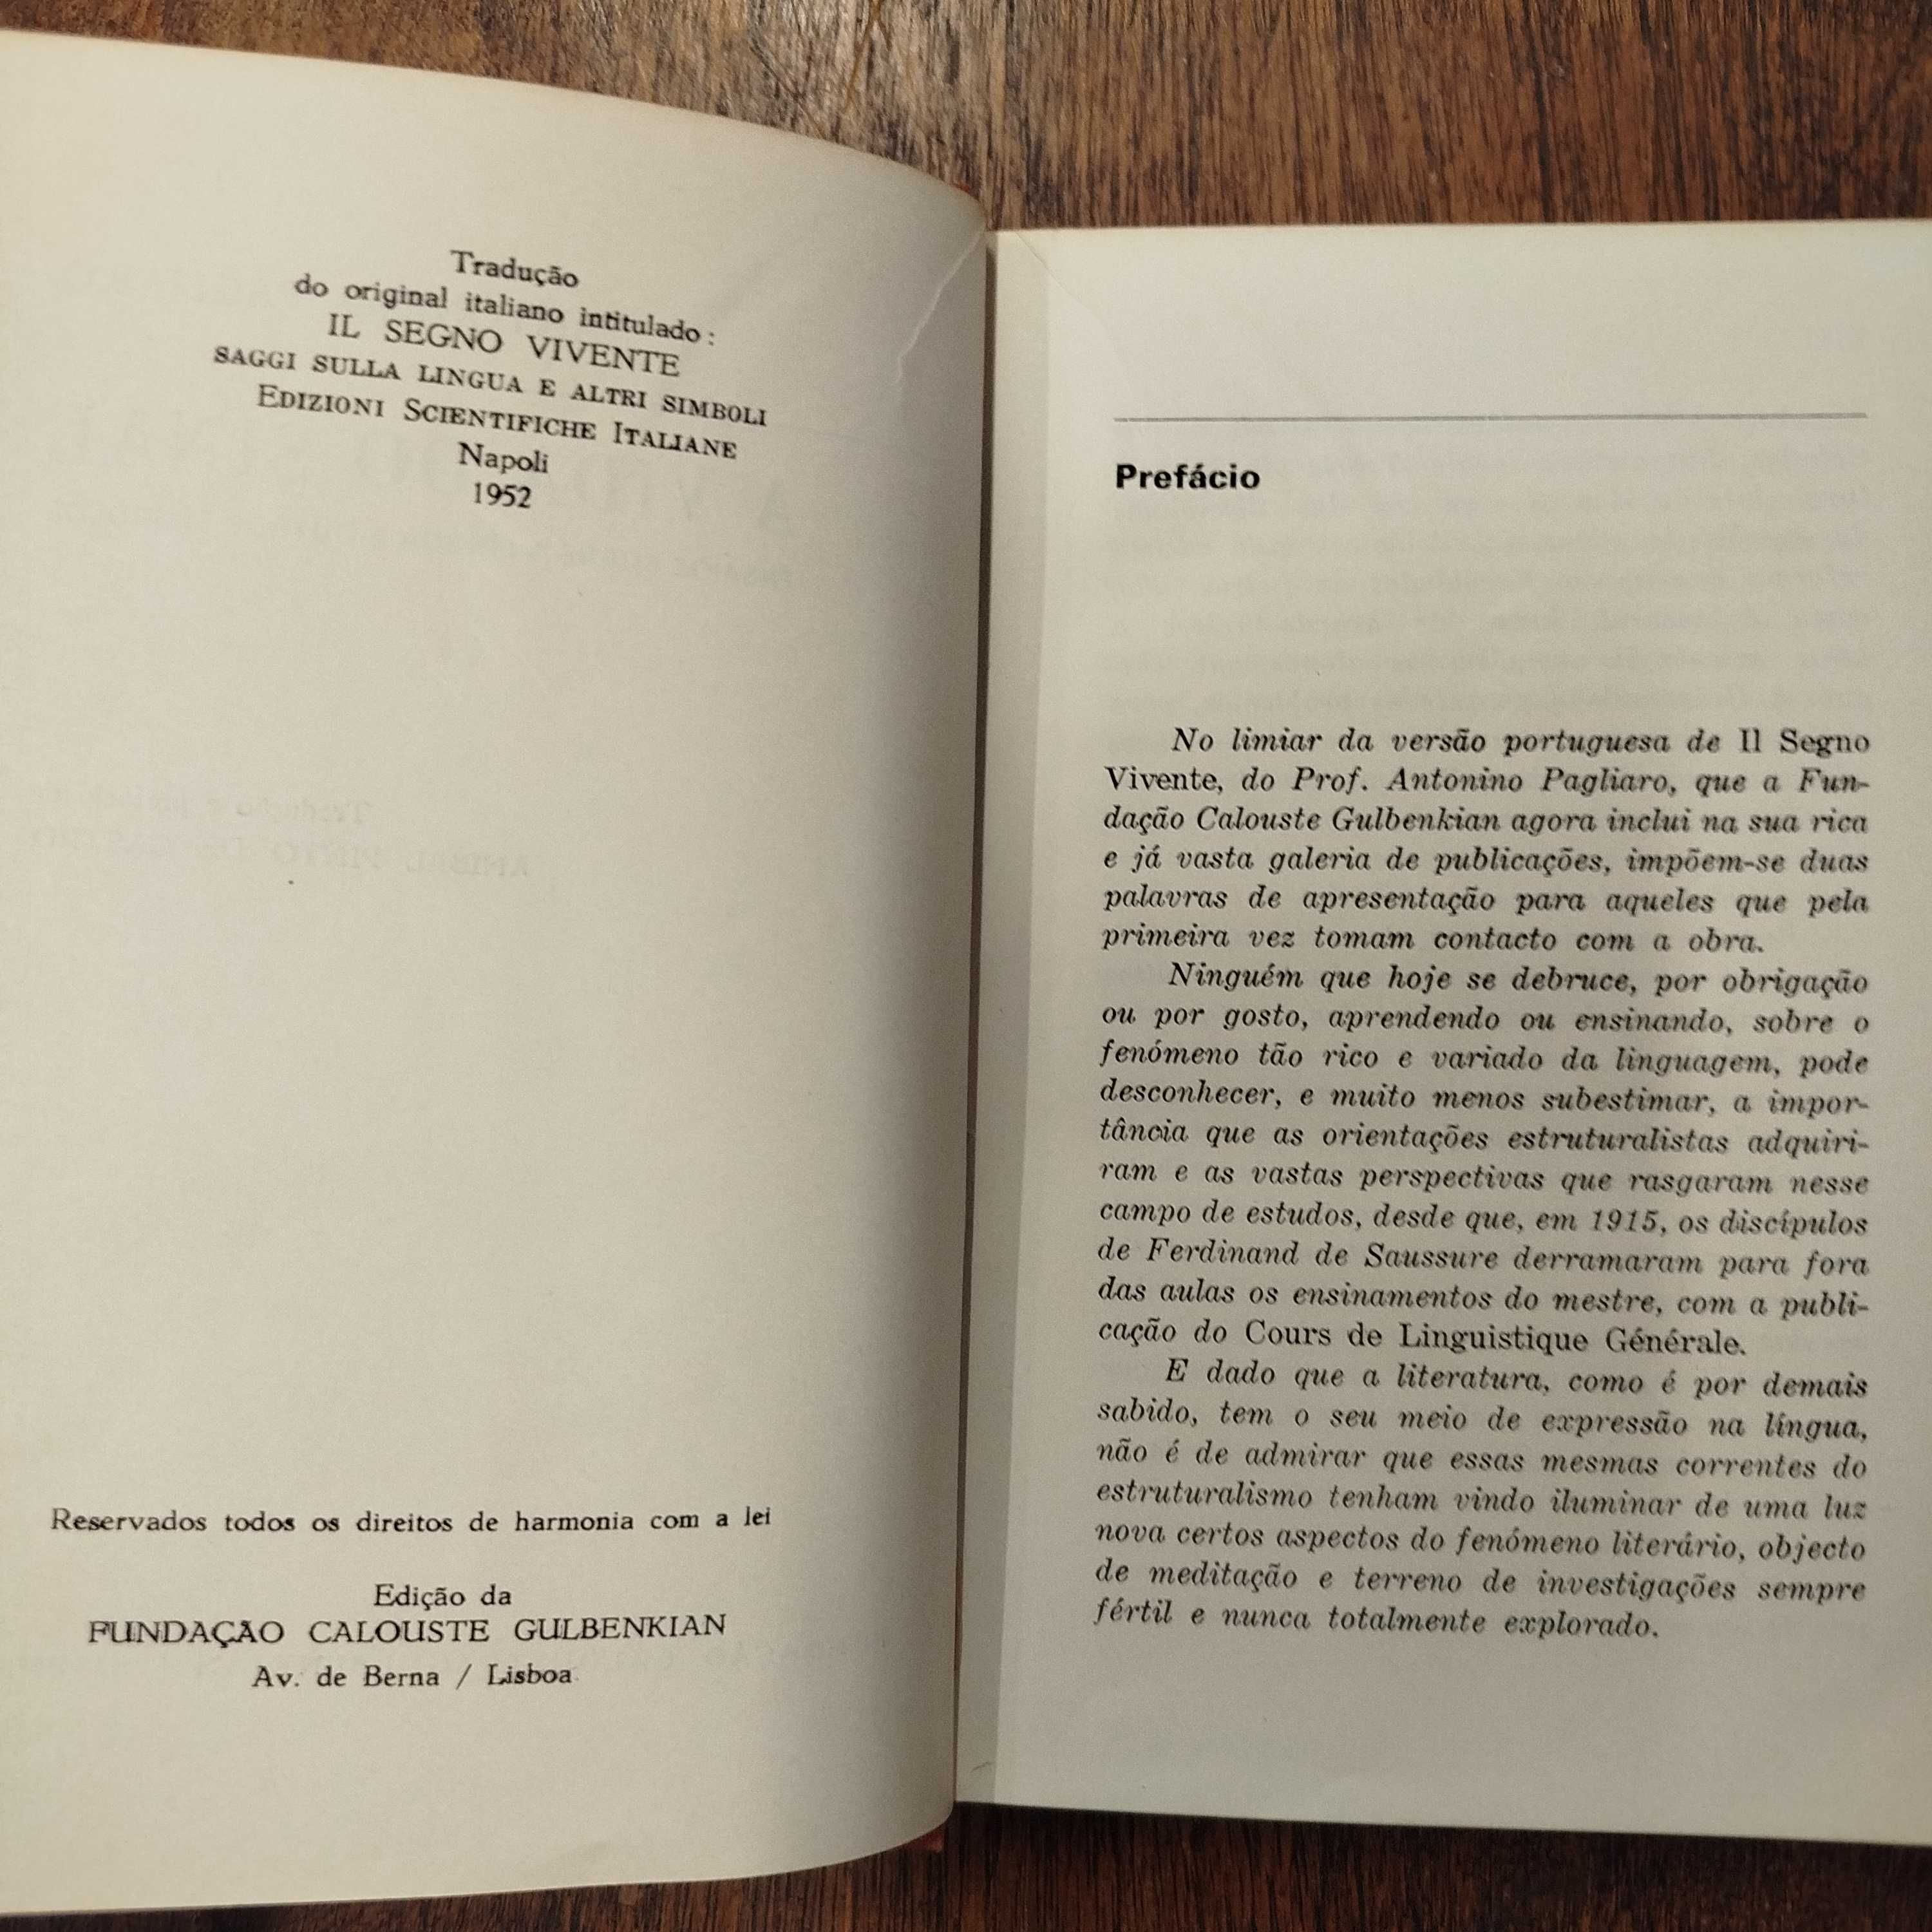 Tradução
do original italiano intitulado:
IL SEGNO VIVENTE
SAGGI SULLA LINGUA E ALTRI SIMBOLI
EDIZIONI SCIENTIFICHE ITALIANE
Napoli
1952
Reservados todos os direitos de harmonia com a lei
Edição da
FUNDAÇÃO CALOUSTE GULBENKIAN
Av. de Berna / Lisboa
Prefácio
No limiar da versão portuguesa de Il Segno
Vivente, do Prof. Antonino Pagliaro, que a Fun-
dação Calouste Gulbenkian agora inclui na sua rica
e já vasta galeria de publicações, impõem-se duas
palavras de apresentação para aqueles que pela
primeira vez tomam contacto com a obra.
Ninguém que hoje se debruce, por obrigação
ou por gosto, aprendendo ou ensinando, sobre o
fenómeno tão rico e variado da linguagem, pode
desconhecer, e muito menos subestimar, a impor-
tância que as orientações estruturalistas adquiri-
ram e as vastas perspectivas que rasgaram nesse
campo de estudos, desde que, em 1915, os discípulos
de Ferdinand de Saussure derramaram para fora
das aulas os ensinamentos do mestre, com a publi-
cação do Cours de Linguistique Générale.
E dado que a literatura, como é por demais
sabido, tem o seu meio de expressão na língua,
não é de admirar que essas mesmas correntes do
estruturalismo tenham vindo iluminar de uma luz
nova certos aspectos do fenómeno literário, objecto
de meditação e terreno de investigações sempre
fértil e nunca totalmente explorado.